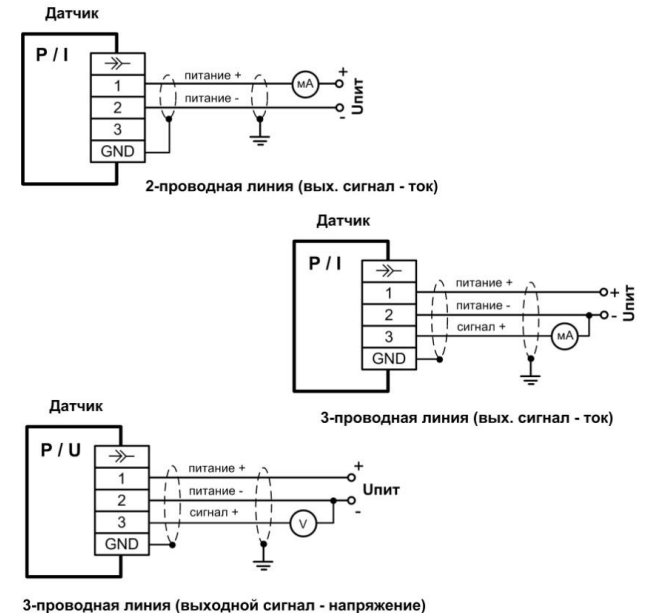 Датчик
P / I
1
2
3
GND
питание +
питание -
мА
+
-
Uпит
2-проводная линия (вых. сигнал - ток)
Датчик
P / I
1
2
3
GND
питание +
питание -
сигнал +
мА
+
-
Uпит
3-проводная линия (вых. сигнал - ток)
Датчик
P / U
1
2
3
GND
питание +
питание -
сигнал +
V
+
Uпит
-
3-проводная линия (выходной сигнал - напряжение)